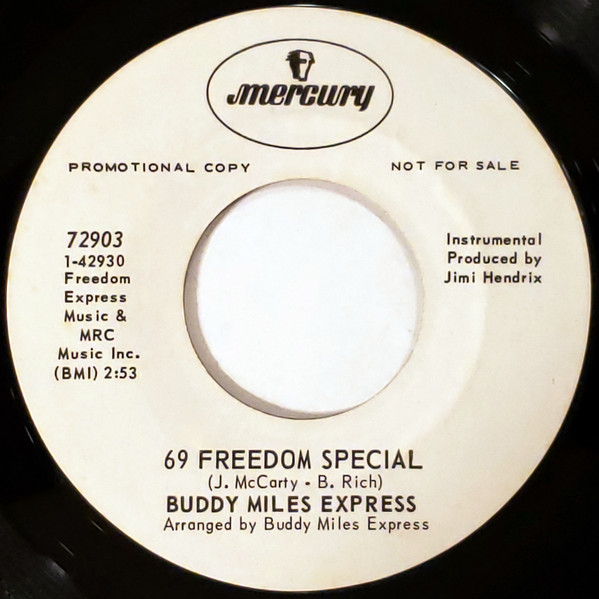 mercury
PROMOTIONAL COPY
NOT FOR SALE
72903
1-42930
Freedom
Express
Music &
MRC
Music Inc.
(BMI) 2:53
Instrumental
Produced by
Jimi Hendrix
69 FREEDOM SPECIAL
(J. McCarty - B. Rich)
BUDDY MILES EXPRESS
Arranged by Buddy Miles Express